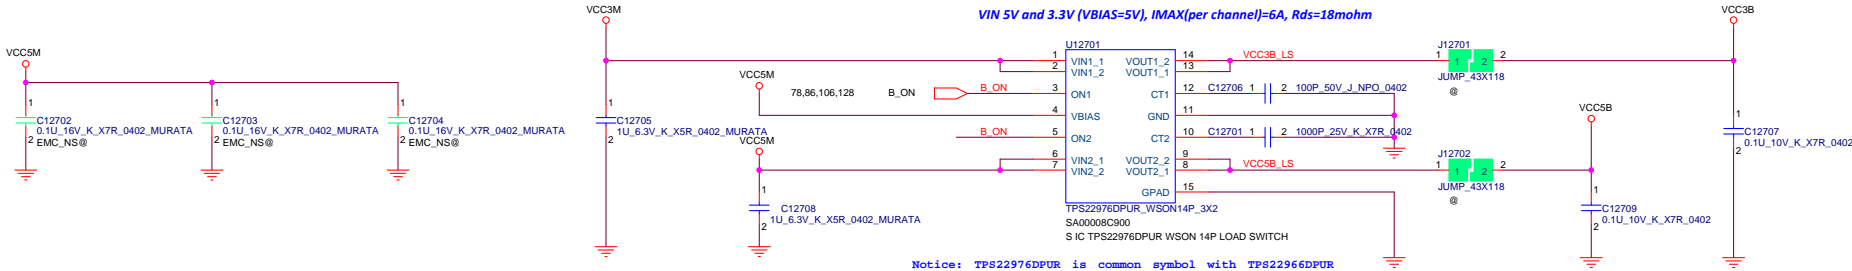 VIN 5V and 3.3V (VBIAS=5V), IMAX(per channel)=6A, Rds=18mohm
VCC5M
1
C12702
0.1U_16V_K_X7R_0402_MURATA
2
EMC_NS@
1
C12703
0.1U_16V_K_X7R_0402_MURATA
2
EMC_NS@
1
C12704
0.1U_16V_K_X7R_0402_MURATA
2
EMC_NS@
VCC3M
1
C12705
1U_6.3V_K_X5R_0402_MURATA
2
VCC5M
78,86,106,128
B_ON
B_ON
B_ON
VCC5M
1
C12708
1U_6.3V_K_X5R_0402_MURATA
2
U12701
1 VIN1_1 VOUT1_2 14
2 VIN1_2 VOUT1_1 13
3 ON1 CT1 12
4 VBIAS GND 11
5 ON2 CT2 10
6 VIN2_1 VOUT2_2 9
7 VIN2_2 VOUT2_1 8
GPAD 15
TPS22976DPUR_WSON14P_3X2
SA00008C900
S IC TPS22976DPUR WSON 14P LOAD SWITCH
VCC3B_LS
C12706 1 2 100P_50V_J_NPO_0402
C12701 1 2 1000P_25V_K_X7R_0402
VCC5B_LS
J12701
1 1 2 2
JUMP_43X118
@
J12702
1 1 2 2
JUMP_43X118
@
VCC5B
1
C12709
0.1U_10V_K_X7R_0402
2
VCC3B
1
C12707
0.1U_10V_K_X7R_0402
2
Notice: TPS22976DPUR is common symbol with TPS22966DPUR